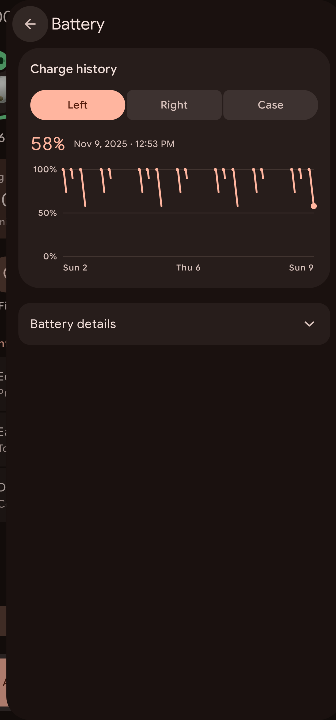 Battery
Charge history
Left
Right
Case
58% Nov 9, 2025 · 12:53 PM
100%
50%
0%
Sun 2
Thu 6
Sun 9
Battery details